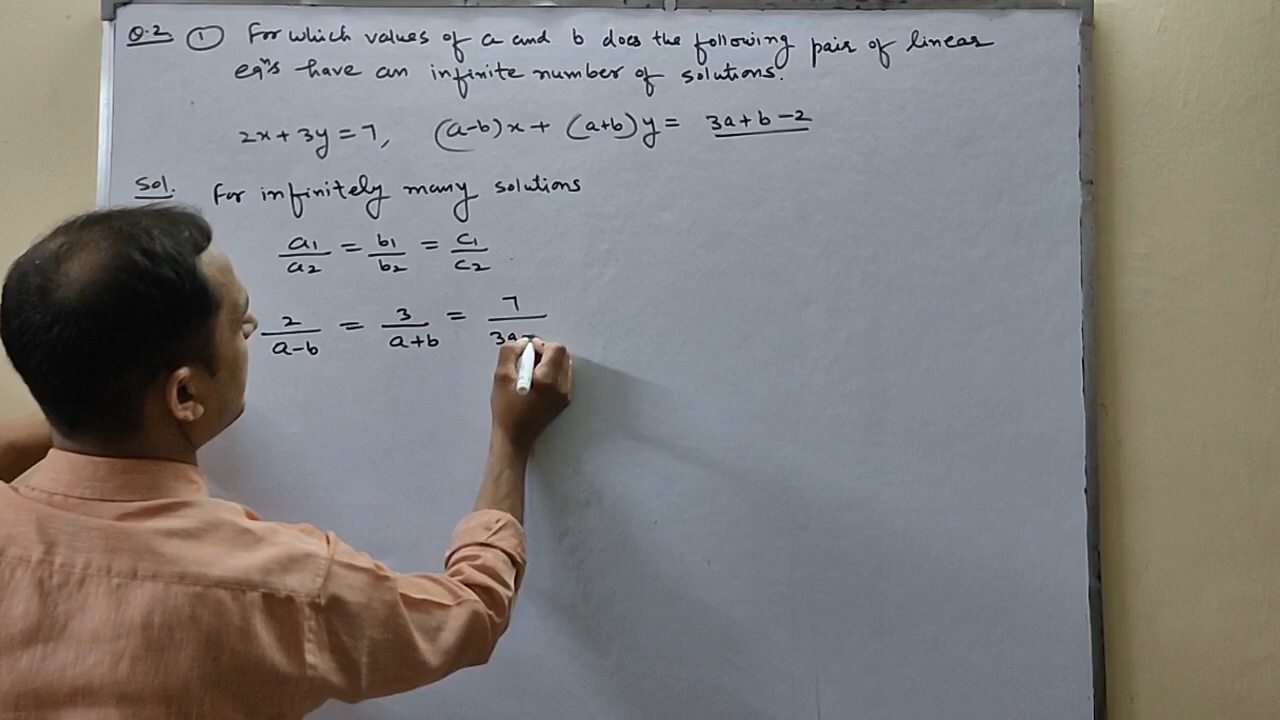 Q.2 ① For which values of a and b does the following pair of linear
eqⁿs have an infinite number of solutions.
2x + 3y = 7, (a-b)x + (a+b)y = 3a+b-2
Sol. For infinitely many solutions
a1/a2 = b1/b2 = c1/c2
2/a-b = 3/a+b = 7/3a